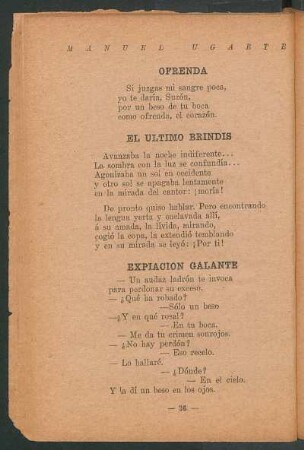 MANUEL UGARTE
OFRENDA
Si juzgas mi sangre poca,
yo te daría, Suzón,
por un beso de tu boca
como ofrenda, el corazón.
EL ULTIMO BRINDIS
Avanzaba la noche indiferente...
La sombra con la luz se confundía...
Agonizaba un sol en occidente
y otro sol se apagaba lentamente
en la mirada del cantor: ¡moría!
De pronto quiso hablar. Pero encontrando
la lengua yerta y enclavada allí,
á su amada, la lívido, mirando,
cogió la copa, la extendió temblando
y en su mirada se leyó: ¡Por ti!
EXPIACION GALANTE
— Un audaz ladrón te invoca
para perdonar su exceso.
— ¿Qué ha robado?
—Sólo un beso
—¿Y en qué rosal?
—En tu boca.
— Me da tu crimen sonrojos.
— ¿No hay perdón?
— Eso recelo.
— Lo hallaré.
— ¿Dónde?
— En el cielo.
Y la dí un beso en los ojos.
— 26 —